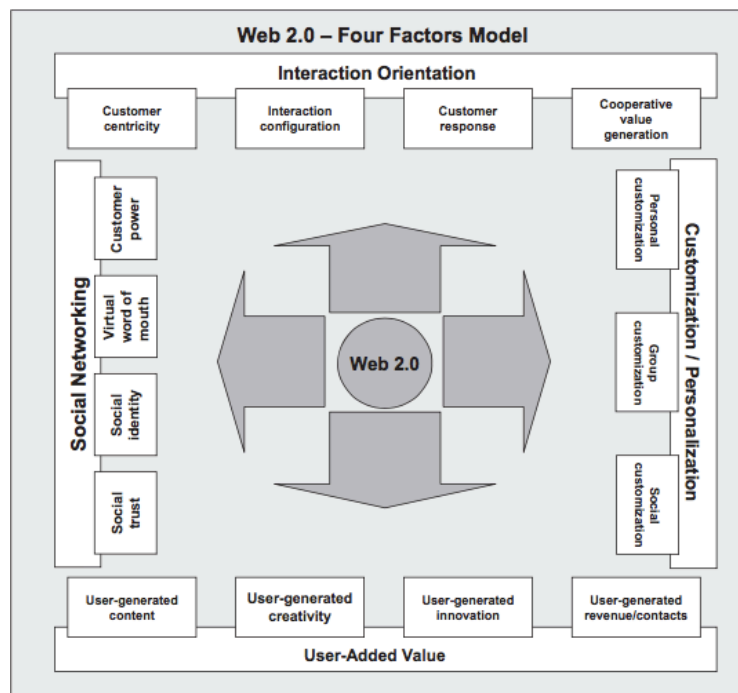 Web 2.0 – Four Factors Model
Interaction Orientation
Customer
centricity
Interaction
configuration
Customer
response
Cooperative
value
generation
Social Networking
Customer
power
Virtual
word of
mouth
Social
identity
Social
trust
Web 2.0
Personal
customization
Group
customization
Social
customization
Customization / Personalization
User-generated
content
User-generated
creativity
User-generated
innovation
User-generated
revenue/contacts
User-Added Value